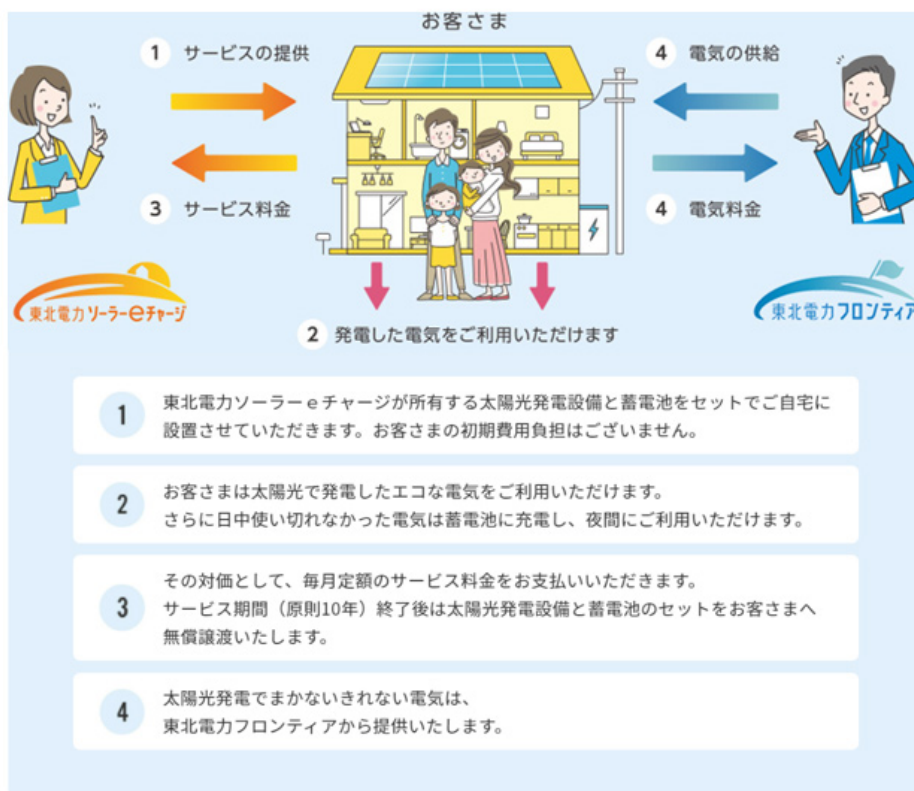 お客さま
1 サービスの提供
4 電気の供給
3 サービス料金
4 電気料金
東北電力ソーラーeチャージ
東北電力フロンティア
2 発電した電気をご利用いただけます
1
東北電力ソーラーeチャージが所有する太陽光発電設備と蓄電池をセットでご自宅に
設置させていただきます。お客さまの初期費用負担はございません。
2
お客さまは太陽光で発電したエコな電気をご利用いただけます。
さらに日中使い切れなかった電気は蓄電池に充電し、夜間にご利用いただけます。
3
その対価として、毎月定額のサービス料金をお支払いいただきます。
サービス期間（原則10年）終了後は太陽光発電設備と蓄電池のセットをお客さまへ
無償譲渡いたします。
4
太陽光発電でまかないきれない電気は、
東北電力フロンティアから提供いたします。